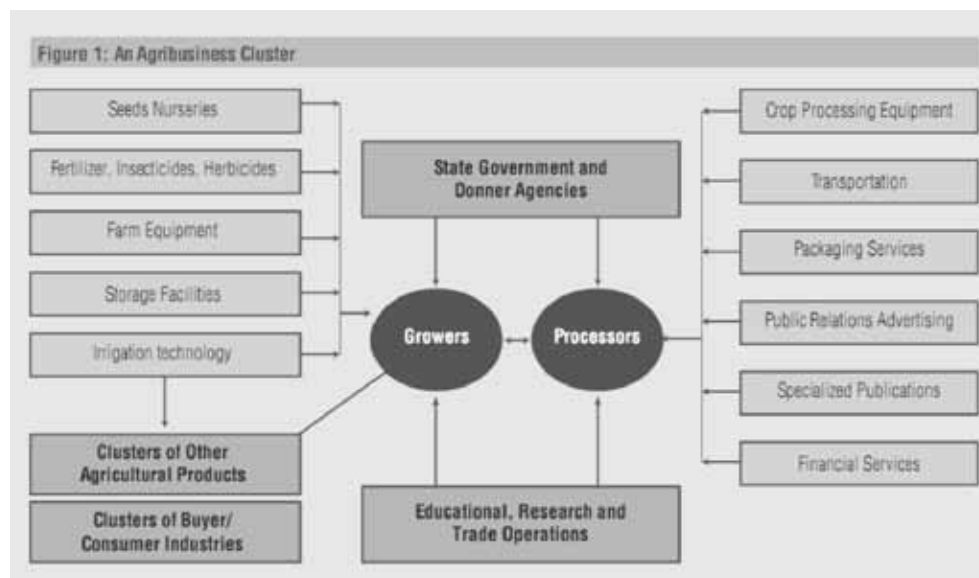 Figure 1: An Agribusiness Cluster
Seeds Nurseries
Fertilizer, Insecticides, Herbicides
Farm Equipment
Storage Facilities
Irrigation technology
Clusters of Other
Agricultural Products
Clusters of Buyer/
Consumer Industries
State Government and
Donner Agencies
Growers
Processors
Educational, Research and
Trade Operations
Crop Processing Equipment
Transportation
Packaging Services
Public Relations Advertising
Specialized Publications
Financial Services